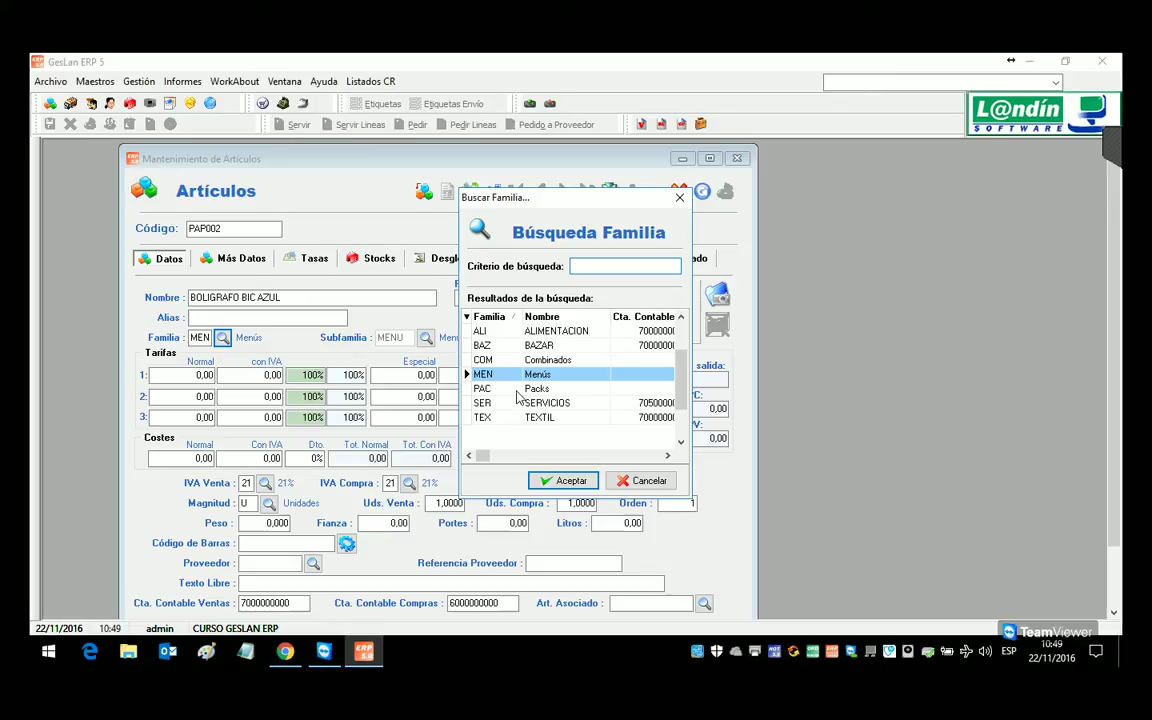 GesLan ERP 5
Archivo Maestros Gestión Informes WorkAbout Ventana Ayuda Listados CR
Etiquetas Etiquetas Envío
Servir Servir Lineas Pedir Pedir Lineas Pedido a Proveedor
L@ndín
SOFTWARE
Mantenimiento de Artículos
Artículos
Código: PAP002
Datos Más Datos Tasas Stocks
Nombre : BOLIGRAFO BIC AZUL
Alias :
Familia : MEN Menús Subfamilia : MENU
Tarifas
Normal con IVA Especial
1: 0,00 0,00 100% 100% 0,00
2: 0,00 0,00 100% 100% 0,00
3: 0,00 0,00 100% 100% 0,00
Costes
Normal Con IVA Dto. Tot. Normal Tot. Con IVA
0,00 0,00 0% 0,00 0,00
IVA Venta : 21 21% IVA Compra : 21 21%
Magnitud : U Unidades Uds. Venta : 1,0000 Uds. Compra : 1,0000 Orden : 1
Peso : 0,000 Fianza : 0,00 Portes : 0,00 Litros : 0,00
Código de Barras :
Proveedor : Referencia Proveedor :
Texto Libre :
Cta. Contable Ventas : 7000000000 Cta. Contable Compras : 6000000000 Art. Asociado :
Buscar Familia...
Búsqueda Familia
Criterio de búsqueda:
Resultados de la búsqueda:
Familia Nombre Cta. Contable
ALI ALIMENTACION 7000000
BAZ BAZAR 7000000
COM Combinados
MEN Menús
PAC Packs
SER SERVICIOS 7050000
TEX TEXTIL 7000000
Aceptar Cancelar
salida:
0,00
0,00
22/11/2016 10:49 admin CURSO GESLAN ERP
TeamViewer
ESP
10:49
22/11/2016